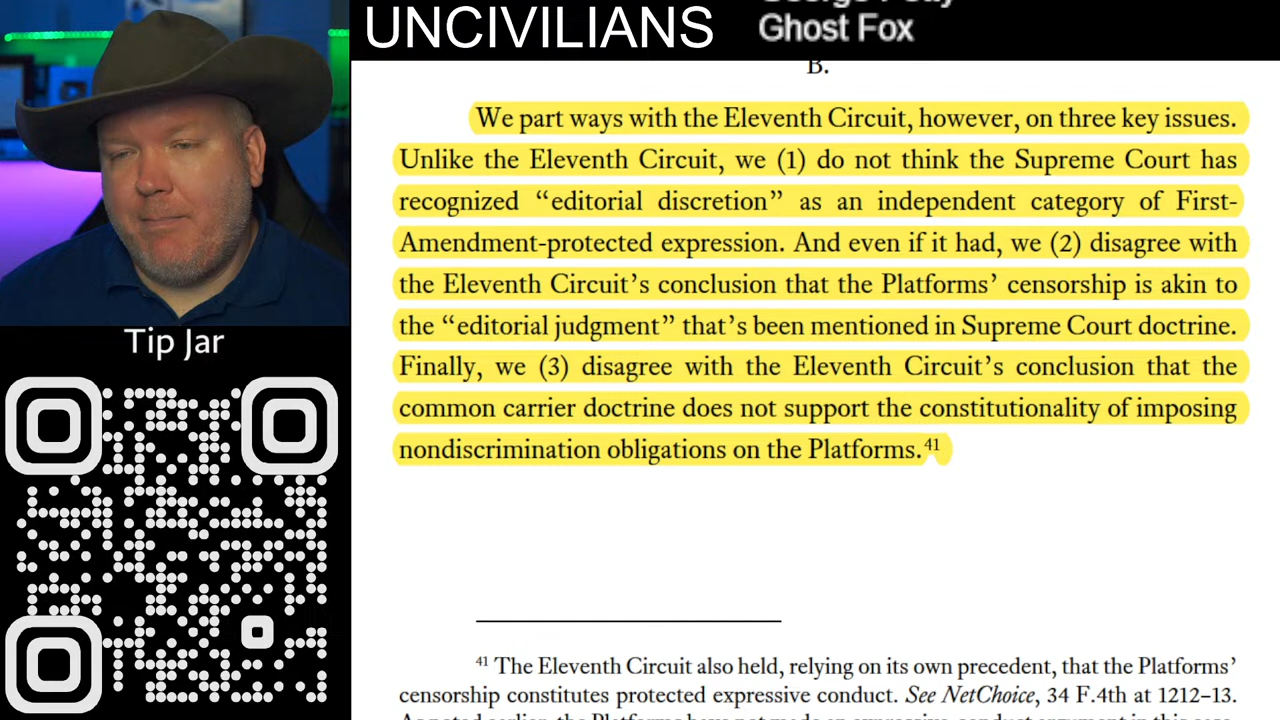 UNCIVILIANS
Ghost Fox
B.
We part ways with the Eleventh Circuit, however, on three key issues.
Unlike the Eleventh Circuit, we (1) do not think the Supreme Court has
recognized “editorial discretion” as an independent category of First-
Amendment-protected expression. And even if it had, we (2) disagree with
the Eleventh Circuit’s conclusion that the Platforms’ censorship is akin to
the “editorial judgment” that’s been mentioned in Supreme Court doctrine.
Finally, we (3) disagree with the Eleventh Circuit’s conclusion that the
common carrier doctrine does not support the constitutionality of imposing
nondiscrimination obligations on the Platforms.41
Tip Jar
41 The Eleventh Circuit also held, relying on its own precedent, that the Platforms’
censorship constitutes protected expressive conduct. See NetChoice, 34 F.4th at 1212–13.